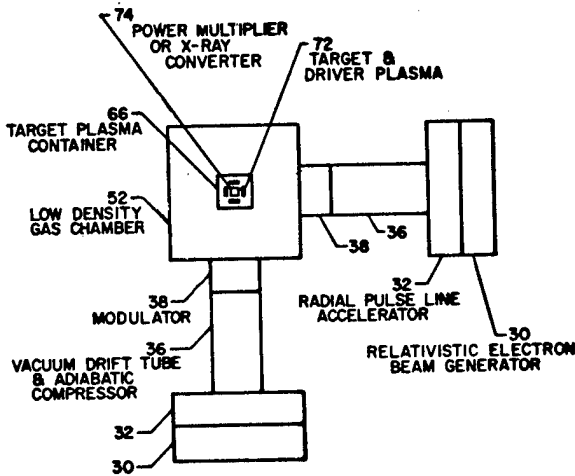 74
POWER MULTIPLIER
OR X-RAY
CONVERTER
72
TARGET &
DRIVER PLASMA
66
TARGET PLASMA
CONTAINER
52
LOW DENSITY
GAS CHAMBER
38
36
38
MODULATOR
32
RADIAL PULSE LINE
ACCELERATOR
30
RELATIVISTIC ELECTRON
BEAM GENERATOR
36
VACUUM DRIFT TUBE
& ADIABATIC
COMPRESSOR
32
30